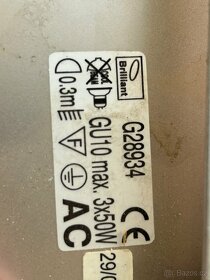 Brilliant
G28934
GU10 max. 3x50W
0.3m
F
AC
CE
29/